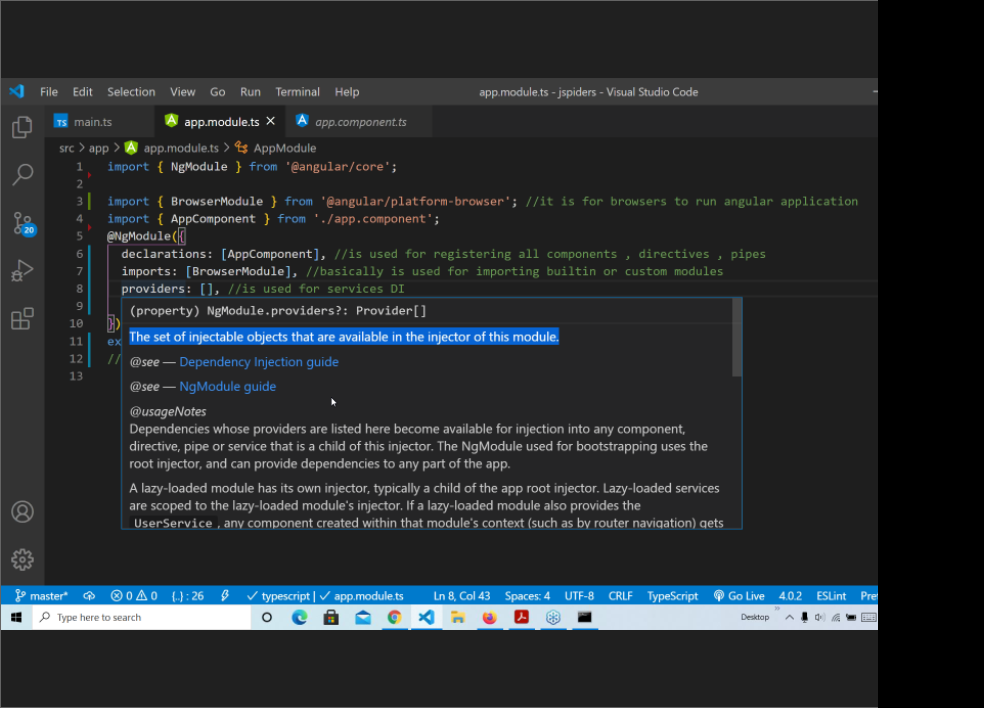 File Edit Selection View Go Run Terminal Help app.module.ts - jspiders - Visual Studio Code
TS main.ts app.module.ts app.component.ts
src > app > app.module.ts > AppModule
1 import { NgModule } from '@angular/core';
2
3 import { BrowserModule } from '@angular/platform-browser'; //it is for browsers to run angular application
4 import { AppComponent } from './app.component';
5 @NgModule({
6 declarations: [AppComponent], //is used for registering all components , directives , pipes
7 imports: [BrowserModule], //basically is used for importing builtin or custom modules
8 providers: [], //is used for services DI
9
10 })
11 ex
12 //
13
(property) NgModule.providers?: Provider[]
The set of injectable objects that are available in the injector of this module.
@see — Dependency Injection guide
@see — NgModule guide
@usageNotes
Dependencies whose providers are listed here become available for injection into any component,
directive, pipe or service that is a child of this injector. The NgModule used for bootstrapping uses the
root injector, and can provide dependencies to any part of the app.
A lazy-loaded module has its own injector, typically a child of the app root injector. Lazy-loaded services
are scoped to the lazy-loaded module's injector. If a lazy-loaded module also provides the
UserService , any component created within that module's context (such as by router navigation) gets
20
master* 0 0 {..} : 26 typescript | app.module.ts Ln 8, Col 43 Spaces: 4 UTF-8 CRLF TypeScript Go Live 4.0.2 ESLint Pret
Type here to search Desktop